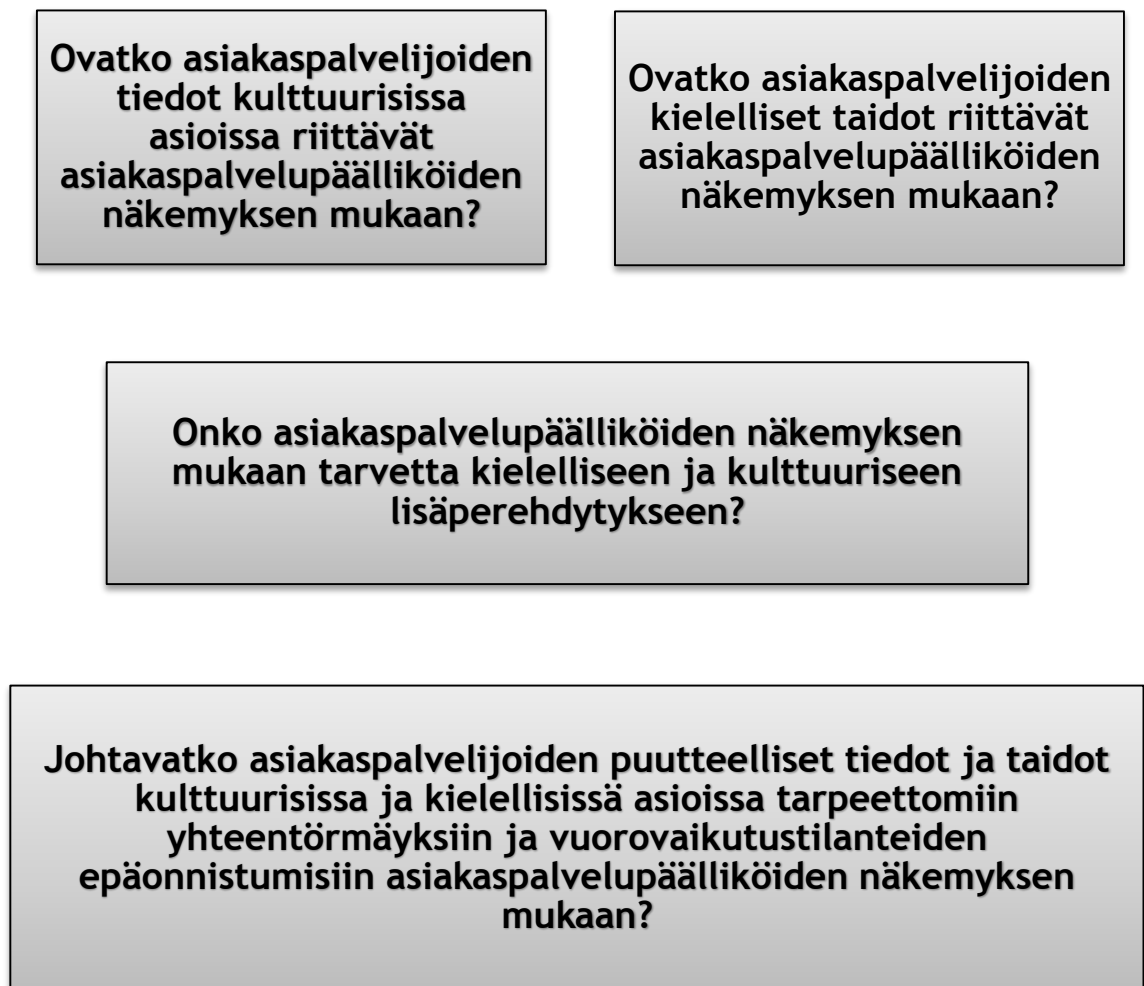 Ovatko asiakaspalvelijoiden
tiedot kulttuurisissa
asioissa riittävät
asiakaspalvelupäälliköiden
näkemyksen mukaan?
Ovatko asiakaspalvelijoiden
kielelliset taidot riittävät
asiakaspalvelupäälliköiden
näkemyksen mukaan?
Onko asiakaspalvelupäälliköiden näkemyksen
mukaan tarvetta kielelliseen ja kulttuuriseen
lisäperehdytykseen?
Johtavatko asiakaspalvelijoiden puutteelliset tiedot ja taidot
kulttuurisissa ja kielellisissä asioissa tarpeettomiin
yhteentörmäyksiin ja vuorovaikutustilanteiden
epäonnistumisiin asiakaspalvelupäälliköiden näkemyksen
mukaan?